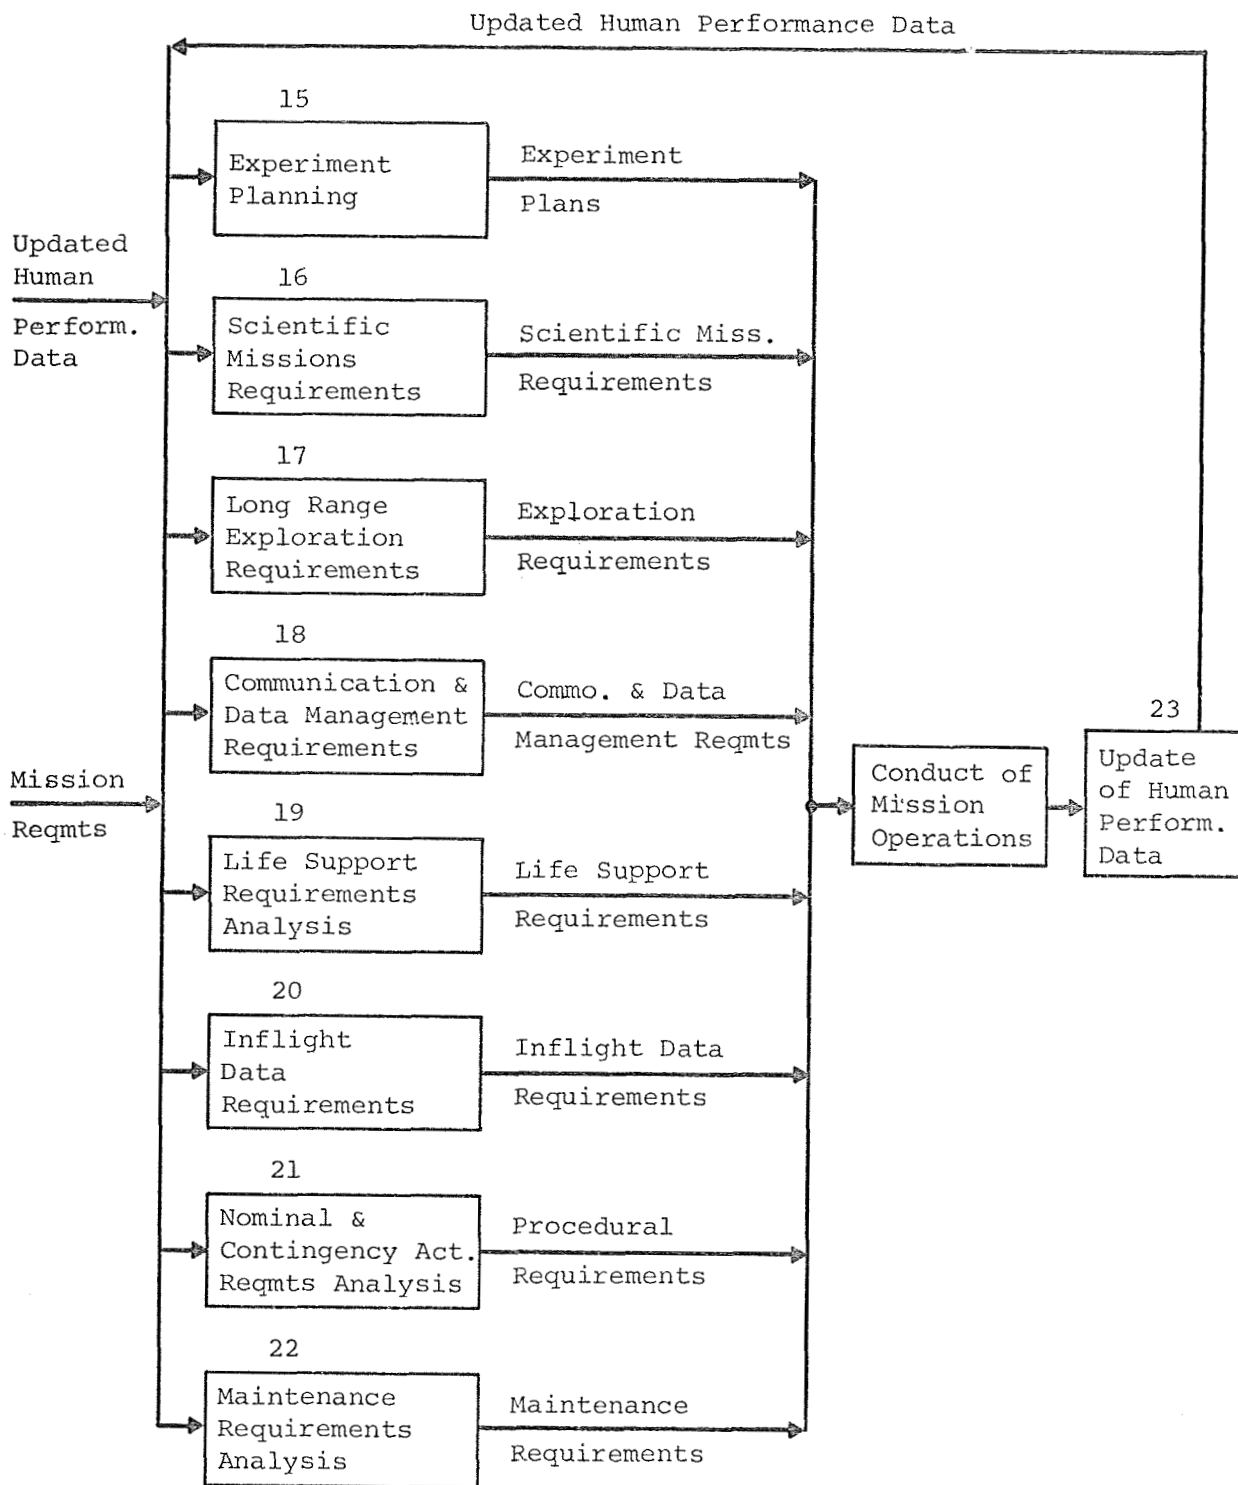 Updated Human Performance Data
15
Experiment
Planning
Experiment
Plans
Updated
Human
Perform.
Data
16
Scientific
Missions
Requirements
Scientific Miss.
Requirements
17
Long Range
Exploration
Requirements
Exploration
Requirements
18
Communication &
Data Management
Requirements
Commo. & Data
Management Reqmts
Mission
Reqmts
19
Life Support
Requirements
Analysis
Life Support
Requirements
Conduct of
Mission
Operations
23
Update
of Human
Perform.
Data
20
Inflight
Data
Requirements
Inflight Data
Requirements
21
Nominal &
Contingency Act.
Reqmts Analysis
Procedural
Requirements
22
Maintenance
Requirements
Analysis
Maintenance
Requirements